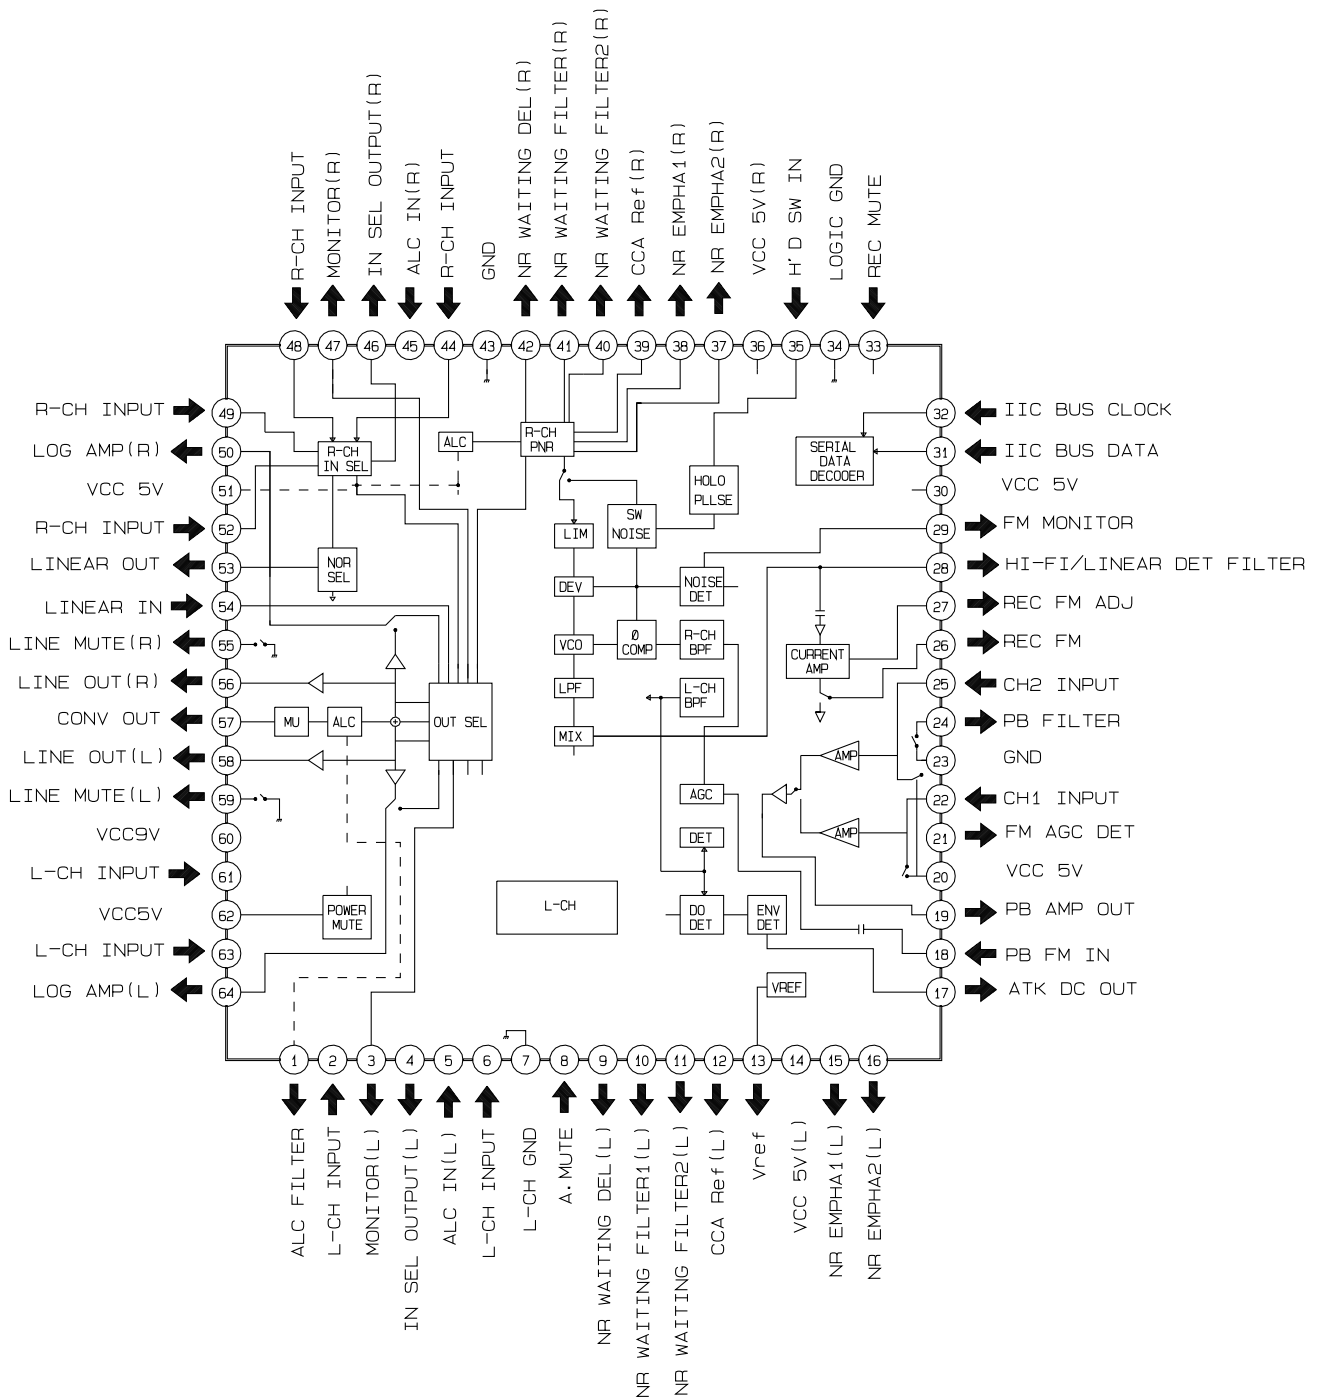 R-CH INPUT
MONITOR(R)
IN SEL OUTPUT(R)
ALC IN(R)
R-CH INPUT
GND
NR WAITING DEL(R)
NR WAITING FILTER(R)
NR WAITING FILTER2(R)
CCA Ref(R)
NR EMPHA1(R)
NR EMPHA2(R)
VCC 5V(R)
H'D SW IN
LOGIC GND
REC MUTE
48 47 46 45 44 43 42 41 40 39 38 37 36 35 34 33
R-CH INPUT 49
LOG AMP(R) 50
VCC 5V 51
R-CH INPUT 52
LINEAR OUT 53
LINEAR IN 54
LINE MUTE(R) 55
LINE OUT(R) 56
CONV OUT 57
LINE OUT(L) 58
LINE MUTE(L) 59
VCC9V 60
L-CH INPUT 61
VCC5V 62
L-CH INPUT 63
LOG AMP(L) 64
R-CH
IN SEL
ALC
R-CH
PNR
NOR
SEL
LIM
SW
NOISE
HOLO
PLLSE
SERIAL
DATA
DECOOER
DEV
NOISE
DET
VCO
Ø
COMP
R-CH
BPF
CURRENT
AMP
LPF
L-CH
BPF
MU
ALC
OUT SEL
MIX
AMP
AGC
AMP
DET
POWER
MUTE
L-CH
DO
DET
ENV
DET
VREF
32 IIC BUS CLOCK
31 IIC BUS DATA
30 VCC 5V
29 FM MONITOR
28 HI-FI/LINEAR DET FILTER
27 REC FM ADJ
26 REC FM
25 CH2 INPUT
24 PB FILTER
23 GND
22 CH1 INPUT
21 FM AGC DET
20 VCC 5V
19 PB AMP OUT
18 PB FM IN
17 ATK DC OUT
1 2 3 4 5 6 7 8 9 10 11 12 13 14 15 16
ALC FILTER
L-CH INPUT
MONITOR(L)
IN SEL OUTPUT(L)
ALC IN(L)
L-CH INPUT
L-CH GND
A.MUTE
NR WAITING DEL(L)
NR WAITING FILTER1(L)
NR WAITING FILTER2(L)
CCA Ref(L)
Vref
VCC 5V(L)
NR EMPHA1(L)
NR EMPHA2(L)